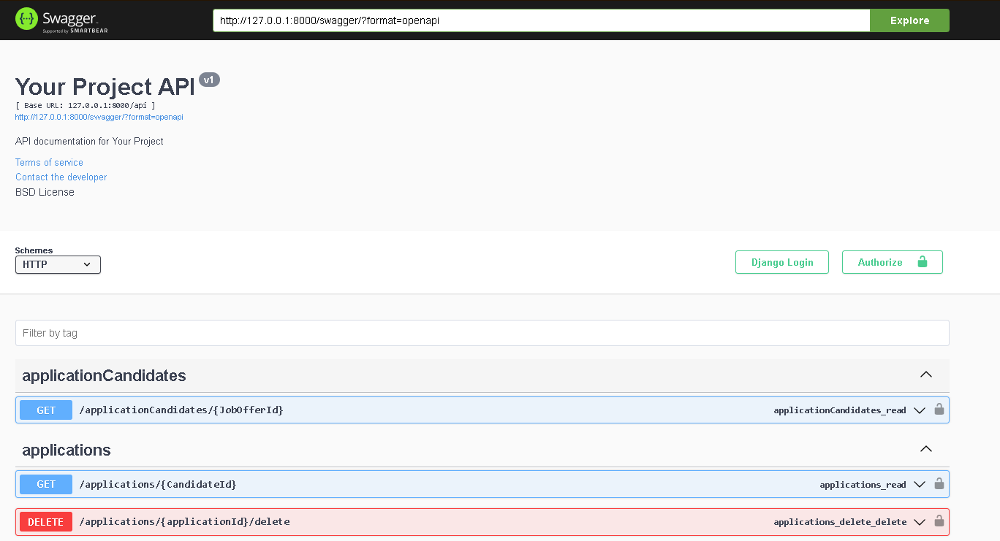 Swagger
Supported by SMARTBEAR
http://127.0.0.1:8000/swagger/?format=openapi
Explore
Your Project API v1
[ Base URL: 127.0.0.1:8000/api ]
http://127.0.0.1:8000/swagger/?format=openapi
API documentation for Your Project
Terms of service
Contact the developer
BSD License
Schemes
HTTP
Django Login
Authorize
Filter by tag
applicationCandidates
GET /applicationCandidates/{JobOfferId} applicationCandidates_read
applications
GET /applications/{CandidateId} applications_read
DELETE /applications/{applicationId}/delete applications_delete_delete